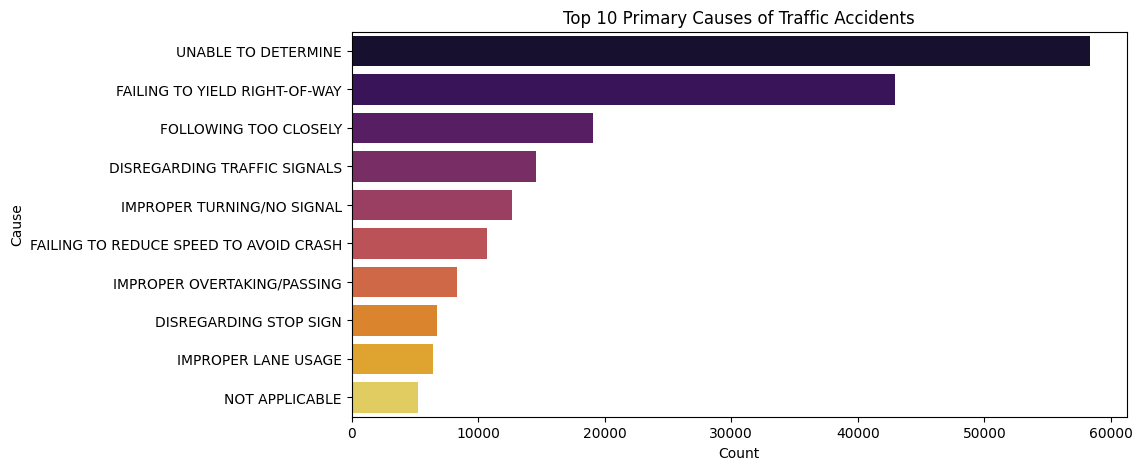 Top 10 Primary Causes of Traffic Accidents
Cause
UNABLE TO DETERMINE
FAILING TO YIELD RIGHT-OF-WAY
FOLLOWING TOO CLOSELY
DISREGARDING TRAFFIC SIGNALS
IMPROPER TURNING/NO SIGNAL
FAILING TO REDUCE SPEED TO AVOID CRASH
IMPROPER OVERTAKING/PASSING
DISREGARDING STOP SIGN
IMPROPER LANE USAGE
NOT APPLICABLE
0 10000 20000 30000 40000 50000 60000
Count